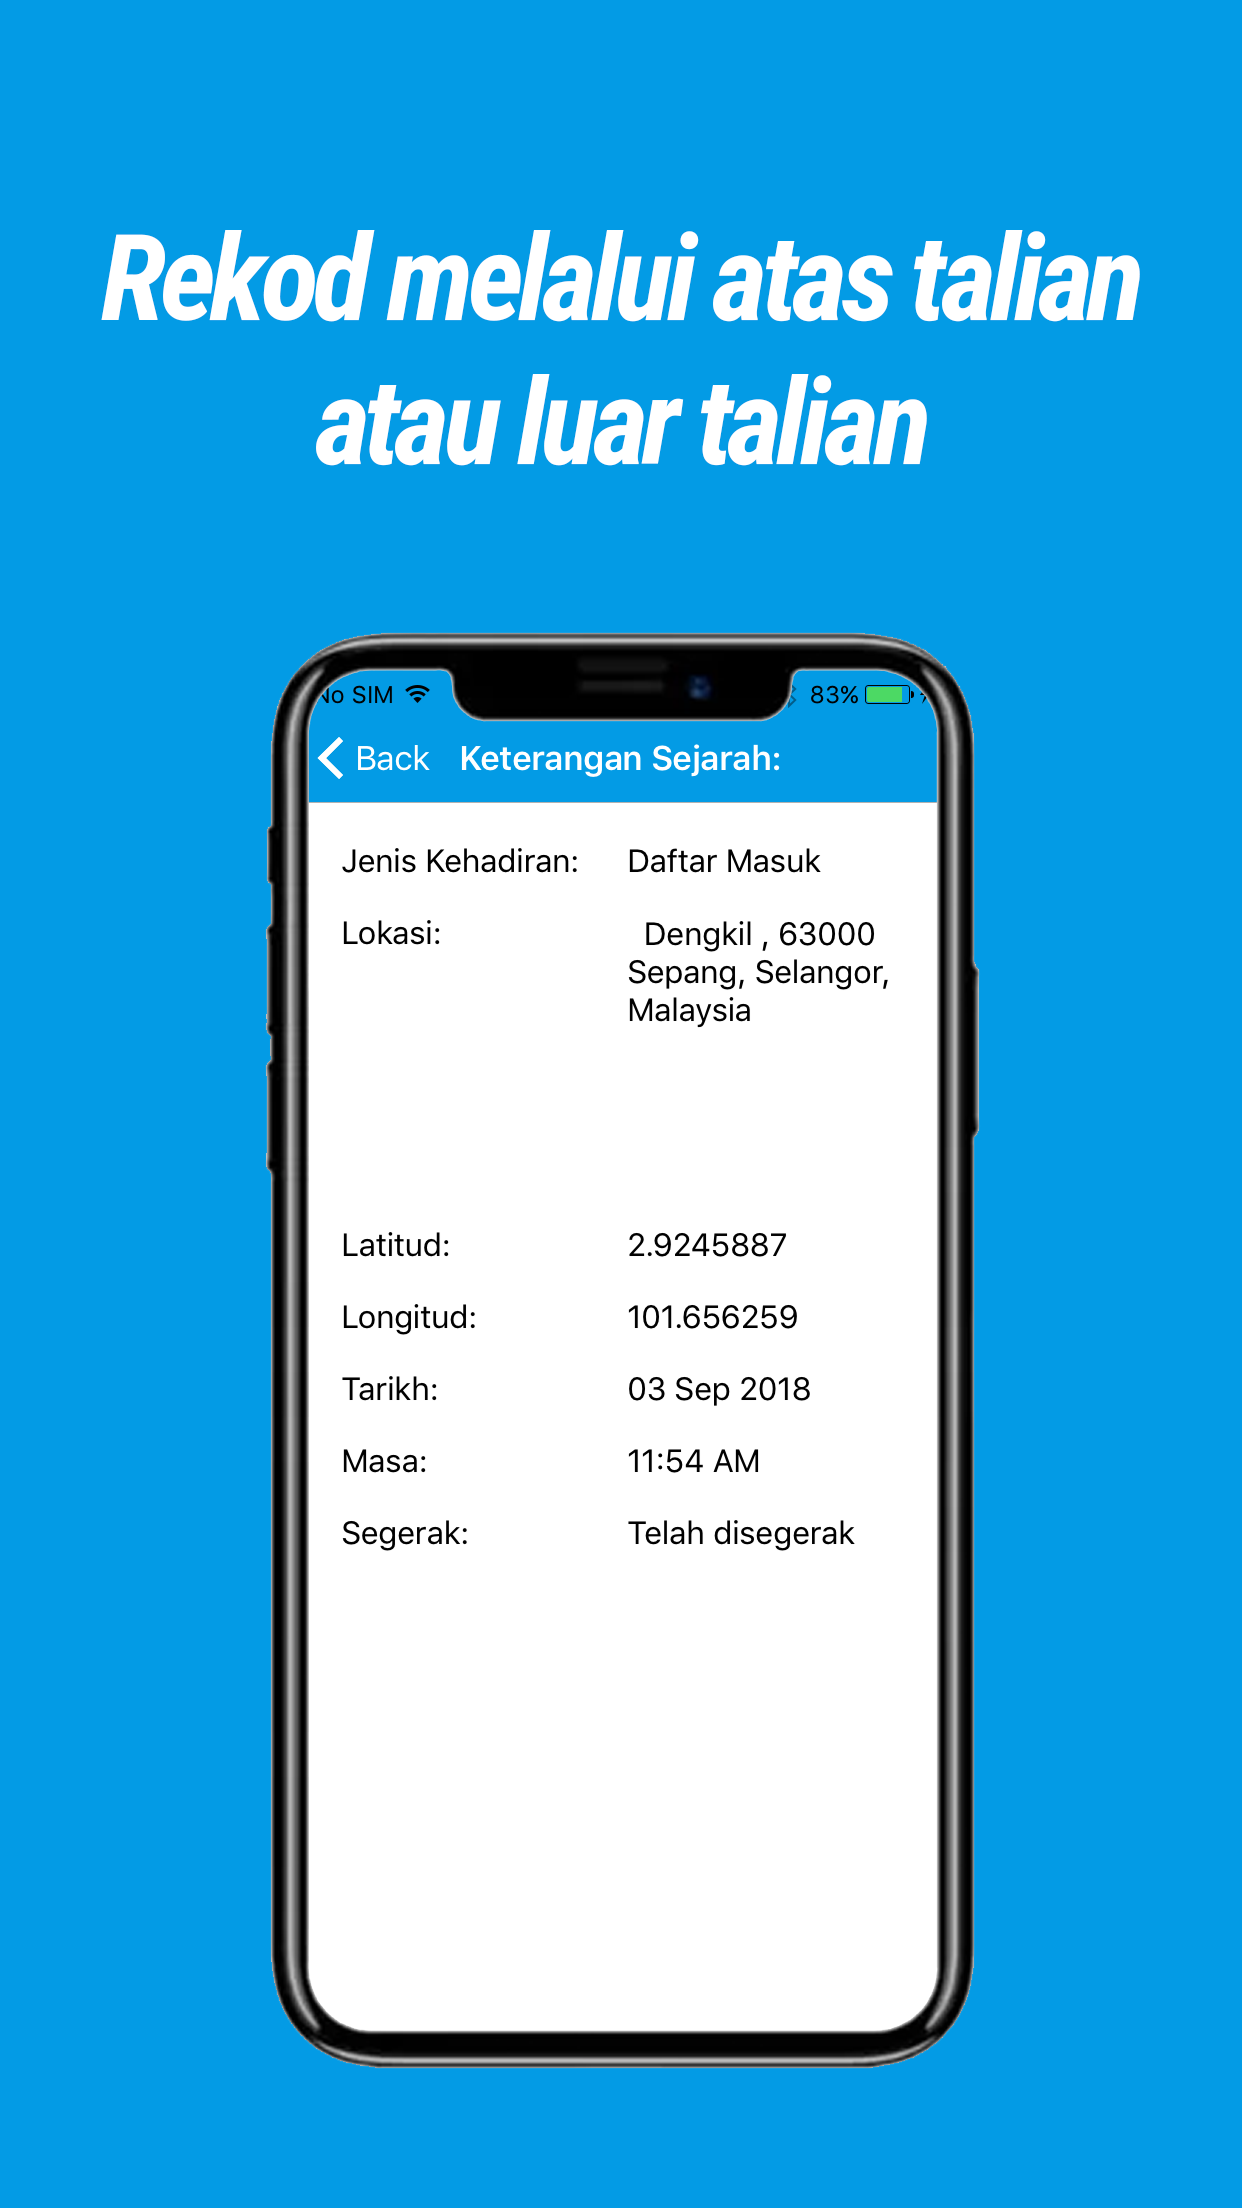 Rekod melalui atas talian
atau luar talian
No SIM 83%
Back Keterangan Sejarah:
Jenis Kehadiran: Daftar Masuk
Lokasi: Dengkil , 63000
Sepang, Selangor,
Malaysia
Latitud: 2.9245887
Longitud: 101.656259
Tarikh: 03 Sep 2018
Masa: 11:54 AM
Segerak: Telah disegerak